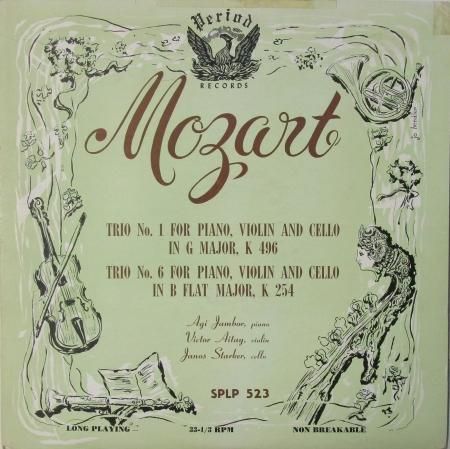 Period
RECORDS
Mozart
TRIO No. 1 FOR PIANO, VIOLIN AND CELLO
IN G MAJOR, K 496
TRIO No. 6 FOR PIANO, VIOLIN AND CELLO
IN B FLAT MAJOR, K 254
Agi Jambor, piano
Victor Aitay, violin
Janos Starker, cello
SPLP 523
LONG PLAYING 33-1/3 RPM NON BREAKABLE